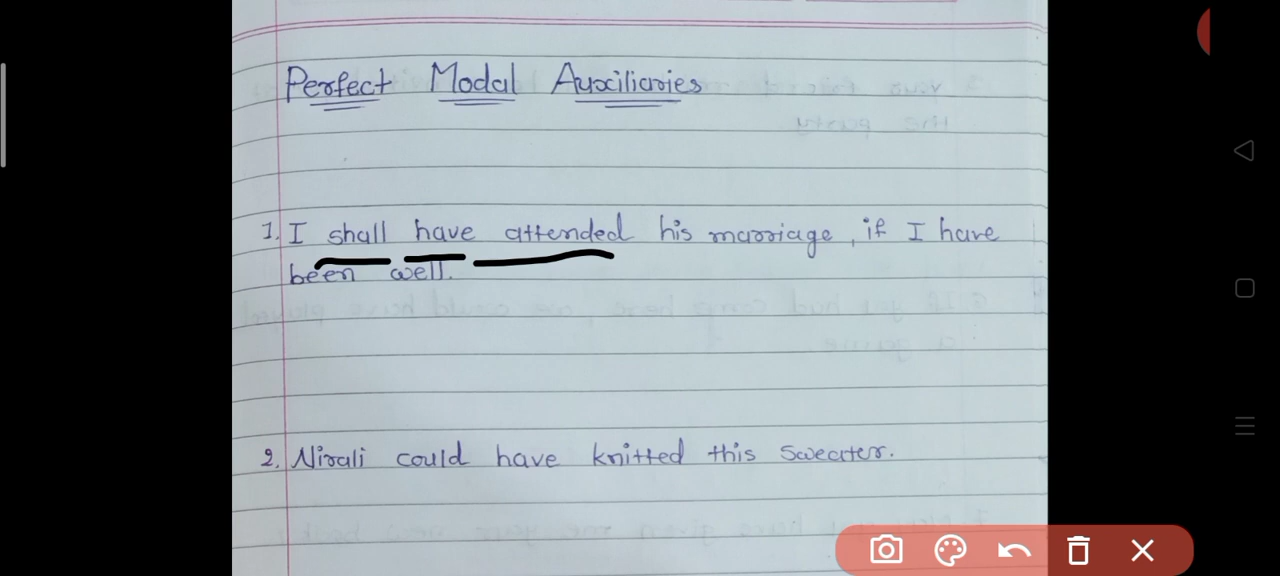 Perfect Modal Auxiliaries
1. I shall have attended his marriage, if I have
been well.
2. Nirali could have knitted this sweater.